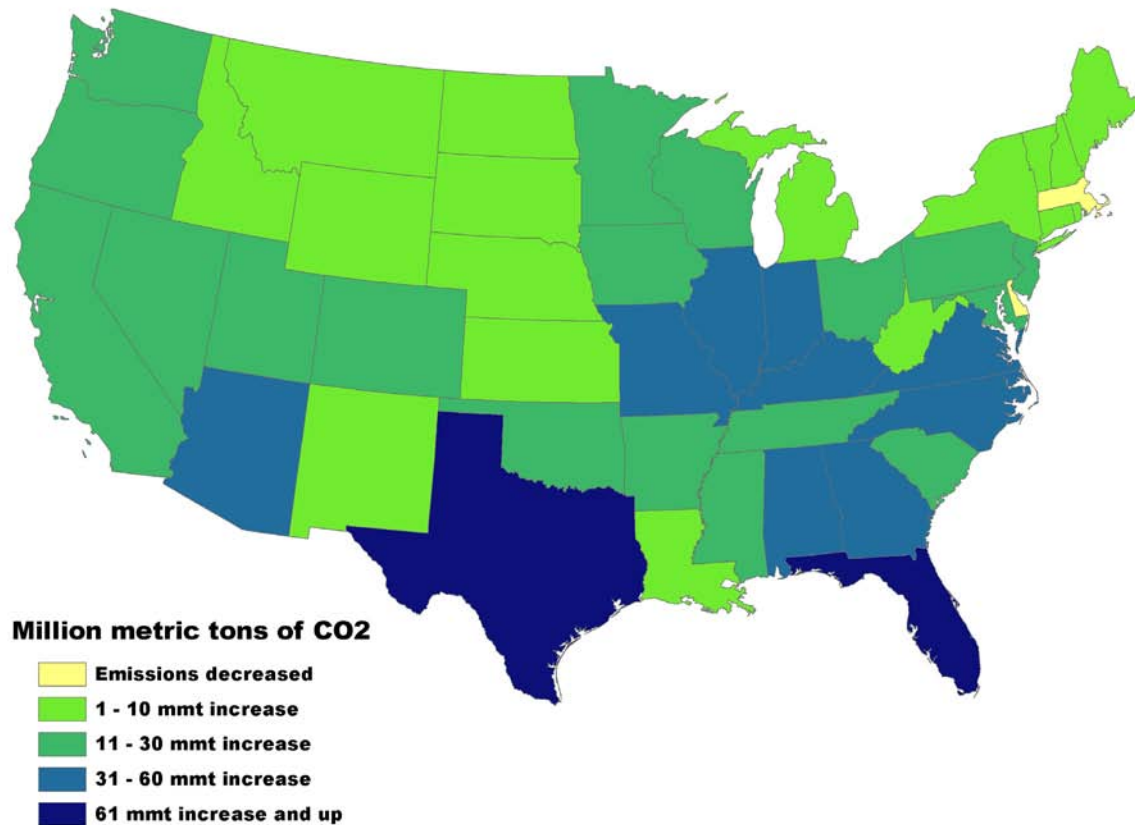 Million metric tons of CO2
Emissions decreased
1 - 10 mmt increase
11 - 30 mmt increase
31 - 60 mmt increase
61 mmt increase and up